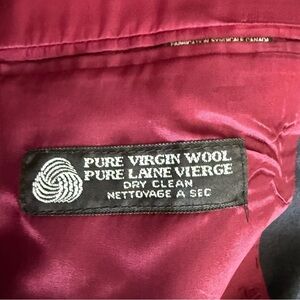 PURE VIRGIN WOOL
PURE LAINE VIERGE
DRY CLEAN
NETTOYAGE A SEC